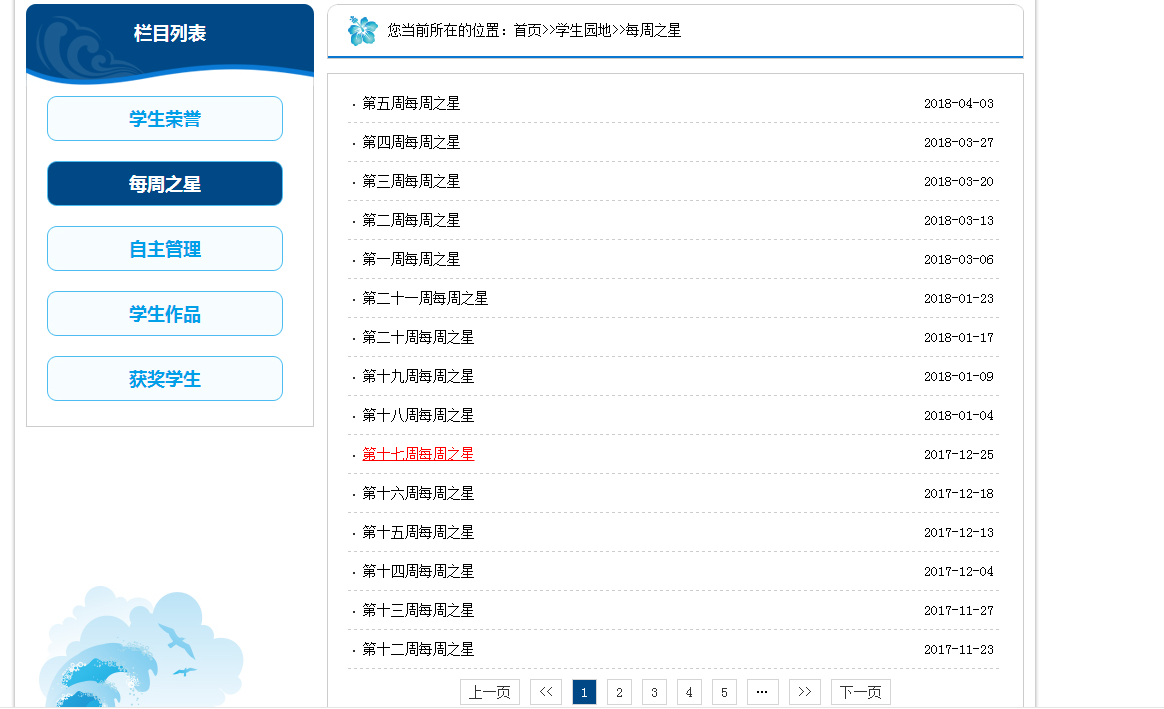 栏目列表
学生荣誉
每周之星
自主管理
学生作品
获奖学生
您当前所在的位置：首页>>学生园地>>每周之星
· 第五周每周之星 2018-04-03
· 第四周每周之星 2018-03-27
· 第三周每周之星 2018-03-20
· 第二周每周之星 2018-03-13
· 第一周每周之星 2018-03-06
· 第二十一周每周之星 2018-01-23
· 第二十周每周之星 2018-01-17
· 第十九周每周之星 2018-01-09
· 第十八周每周之星 2018-01-04
· 第十七周每周之星 2017-12-25
· 第十六周每周之星 2017-12-18
· 第十五周每周之星 2017-12-13
· 第十四周每周之星 2017-12-04
· 第十三周每周之星 2017-11-27
· 第十二周每周之星 2017-11-23
上一页 << 1 2 3 4 5 ··· >> 下一页